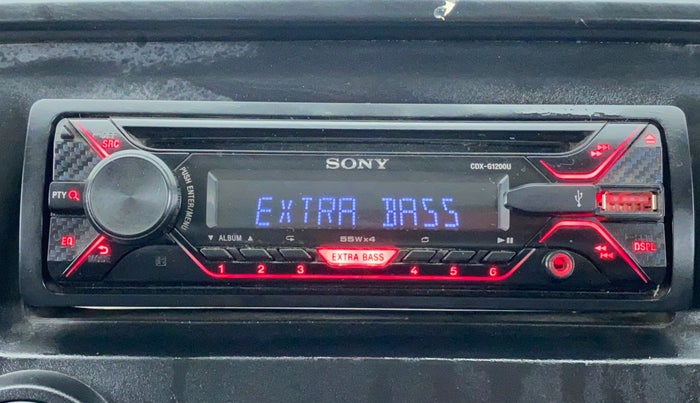 SRC
SONY
CDX-G1200U
PUSH ENTER/MENU
PTY
EXTRA BASS
▼ ALBUM ▲
55W×4
EQ
DSPL
EXTRA BASS
1 2 3 4 5 6